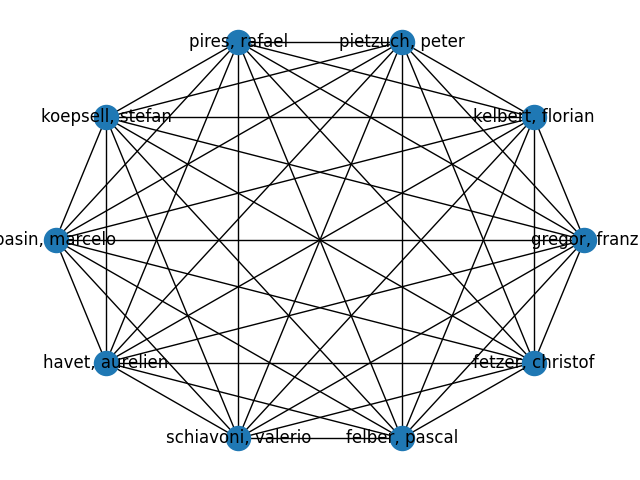 pires, rafael
pietzuch, peter
koepsell, stefan
kelbert, florian
pasin, marcelo
gregor, franz
havet, aurelien
fetzer, christof
schiavoni, valerio
felber, pascal